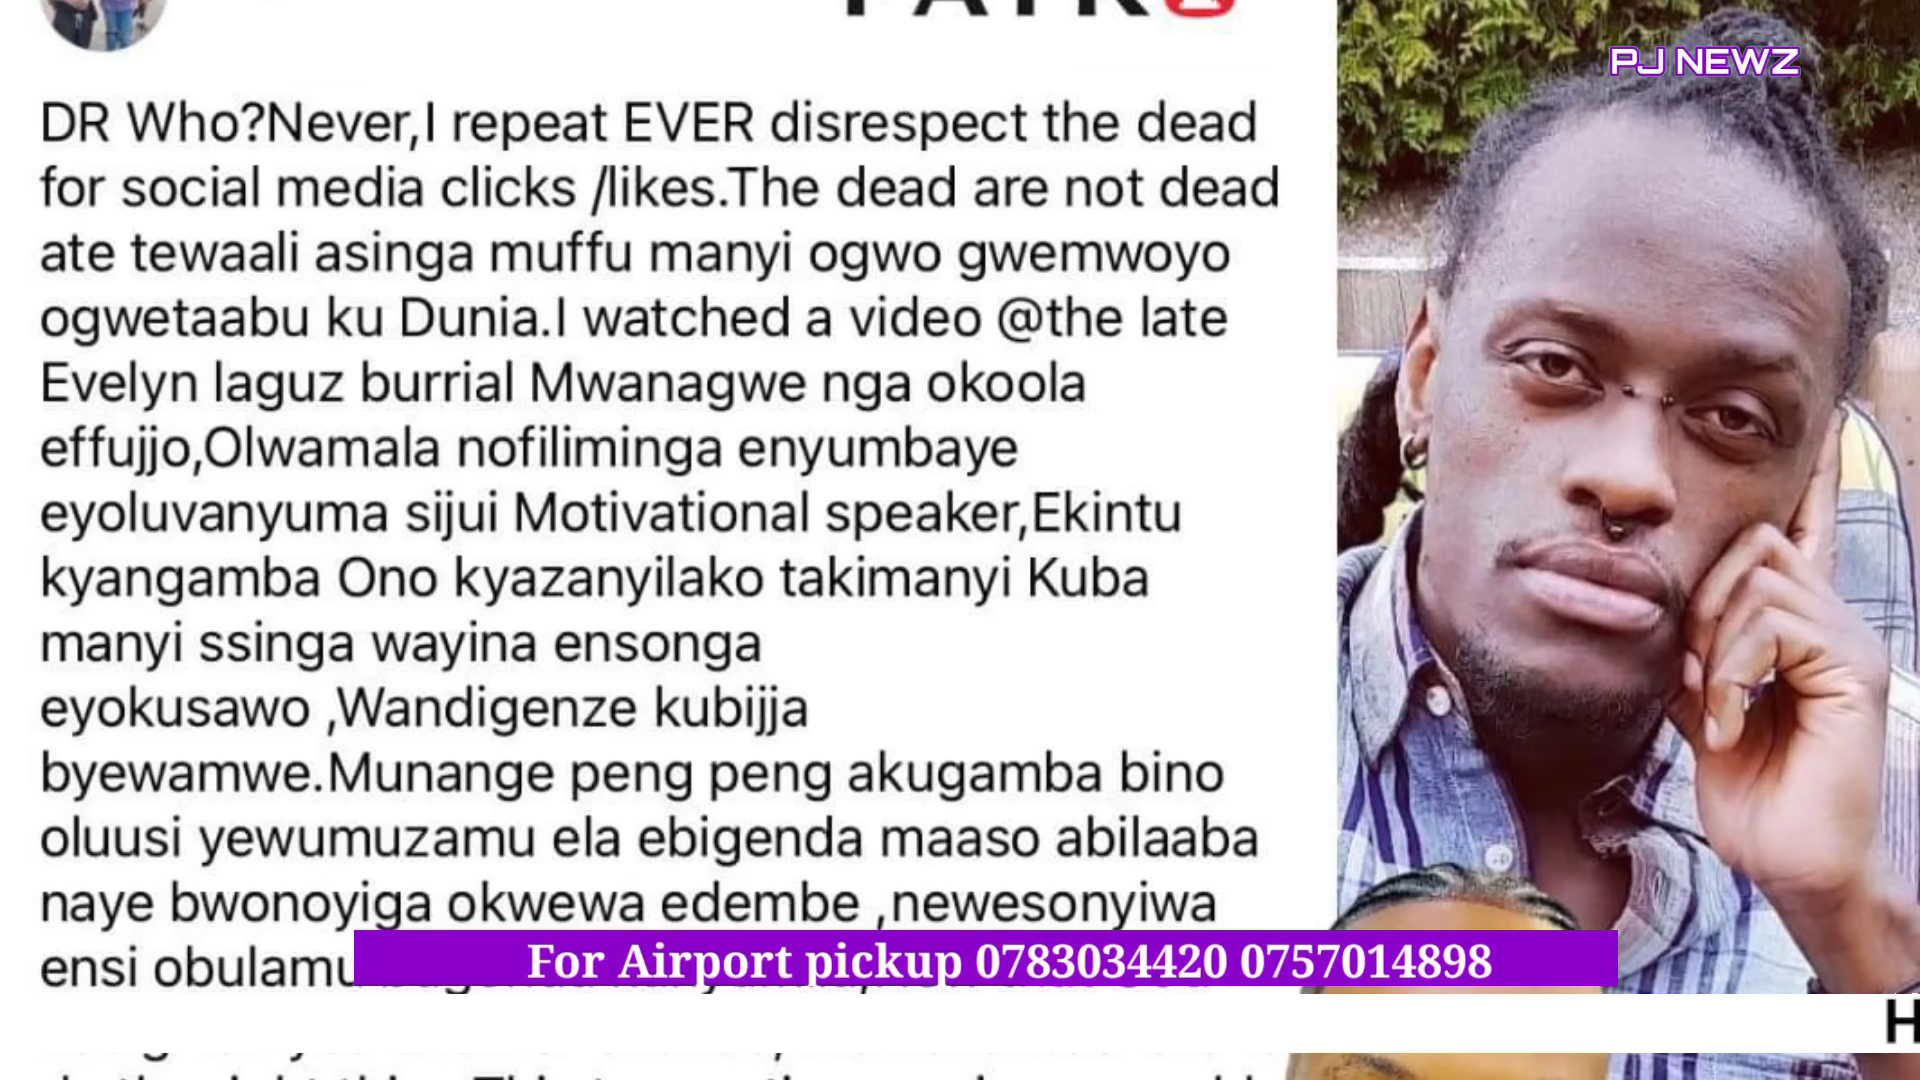 PJ NEWZ
DR Who?Never,I repeat EVER disrespect the dead
for social media clicks /likes.The dead are not dead
ate tewaali asinga muffu manyi ogwo gwemwoyo
ogwetaabu ku Dunia.I watched a video @the late
Evelyn laguz burrial Mwanagwe nga okoola
effujjo,Olwamala nofiliminga enyumbaye
eyoluvanyuma sijui Motivational speaker,Ekintu
kyangamba Ono kyazanyilako takimanyi Kuba
manyi ssinga wayina ensonga
eyokusawo ,Wandigenze kubijja
byewamwe.Munange peng peng akugamba bino
oluusi yewumuzamu ela ebigenda maaso abilaaba
naye bwonoyiga okwewa edembe ,newesonyiwa
ensi obulamu
For Airport pickup 0783034420 0757014898
H